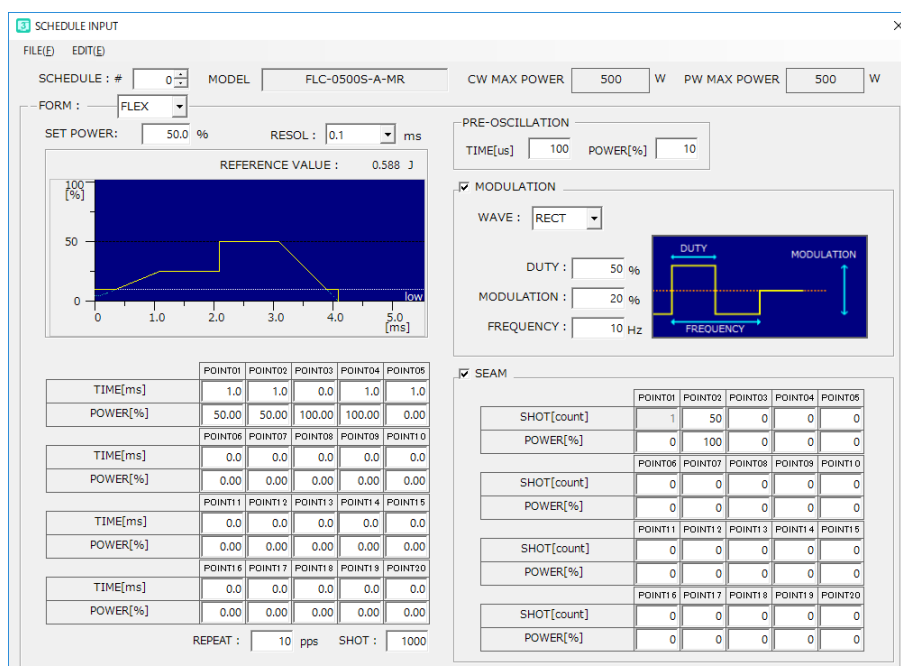 SCHEDULE INPUT
FILE(F) EDIT(E)
SCHEDULE : # 0 MODEL FLC-0500S-A-MR CW MAX POWER 500 W PW MAX POWER 500 W
FORM : FLEX
SET POWER: 50.0 % RESOL : 0.1 ms
REFERENCE VALUE : 0.588 J
100
[%]
50
0
low
0 1.0 2.0 3.0 4.0 5.0
[ms]
POINT01 POINT02 POINT03 POINT04 POINT05
TIME[ms] 1.0 1.0 0.0 1.0 1.0
POWER[%] 50.00 50.00 100.00 100.00 0.00
POINT06 POINT07 POINT08 POINT09 POINT10
TIME[ms] 0.0 0.0 0.0 0.0 0.0
POWER[%] 0.00 0.00 0.00 0.00 0.00
POINT11 POINT12 POINT13 POINT14 POINT15
TIME[ms] 0.0 0.0 0.0 0.0 0.0
POWER[%] 0.00 0.00 0.00 0.00 0.00
POINT16 POINT17 POINT18 POINT19 POINT20
TIME[ms] 0.0 0.0 0.0 0.0 0.0
POWER[%] 0.00 0.00 0.00 0.00 0.00
REPEAT : 10 pps SHOT : 1000
PRE-OSCILLATION
TIME[us] 100 POWER[%] 10
MODULATION
WAVE : RECT
DUTY : 50 %
MODULATION : 20 %
FREQUENCY : 10 Hz
DUTY
MODULATION
FREQUENCY
SEAM
POINT01 POINT02 POINT03 POINT04 POINT05
SHOT[count] 1 50 0 0 0
POWER[%] 0 100 0 0 0
POINT06 POINT07 POINT08 POINT09 POINT10
SHOT[count] 0 0 0 0 0
POWER[%] 0 0 0 0 0
POINT11 POINT12 POINT13 POINT14 POINT15
SHOT[count] 0 0 0 0 0
POWER[%] 0 0 0 0 0
POINT16 POINT17 POINT18 POINT19 POINT20
SHOT[count] 0 0 0 0 0
POWER[%] 0 0 0 0 0